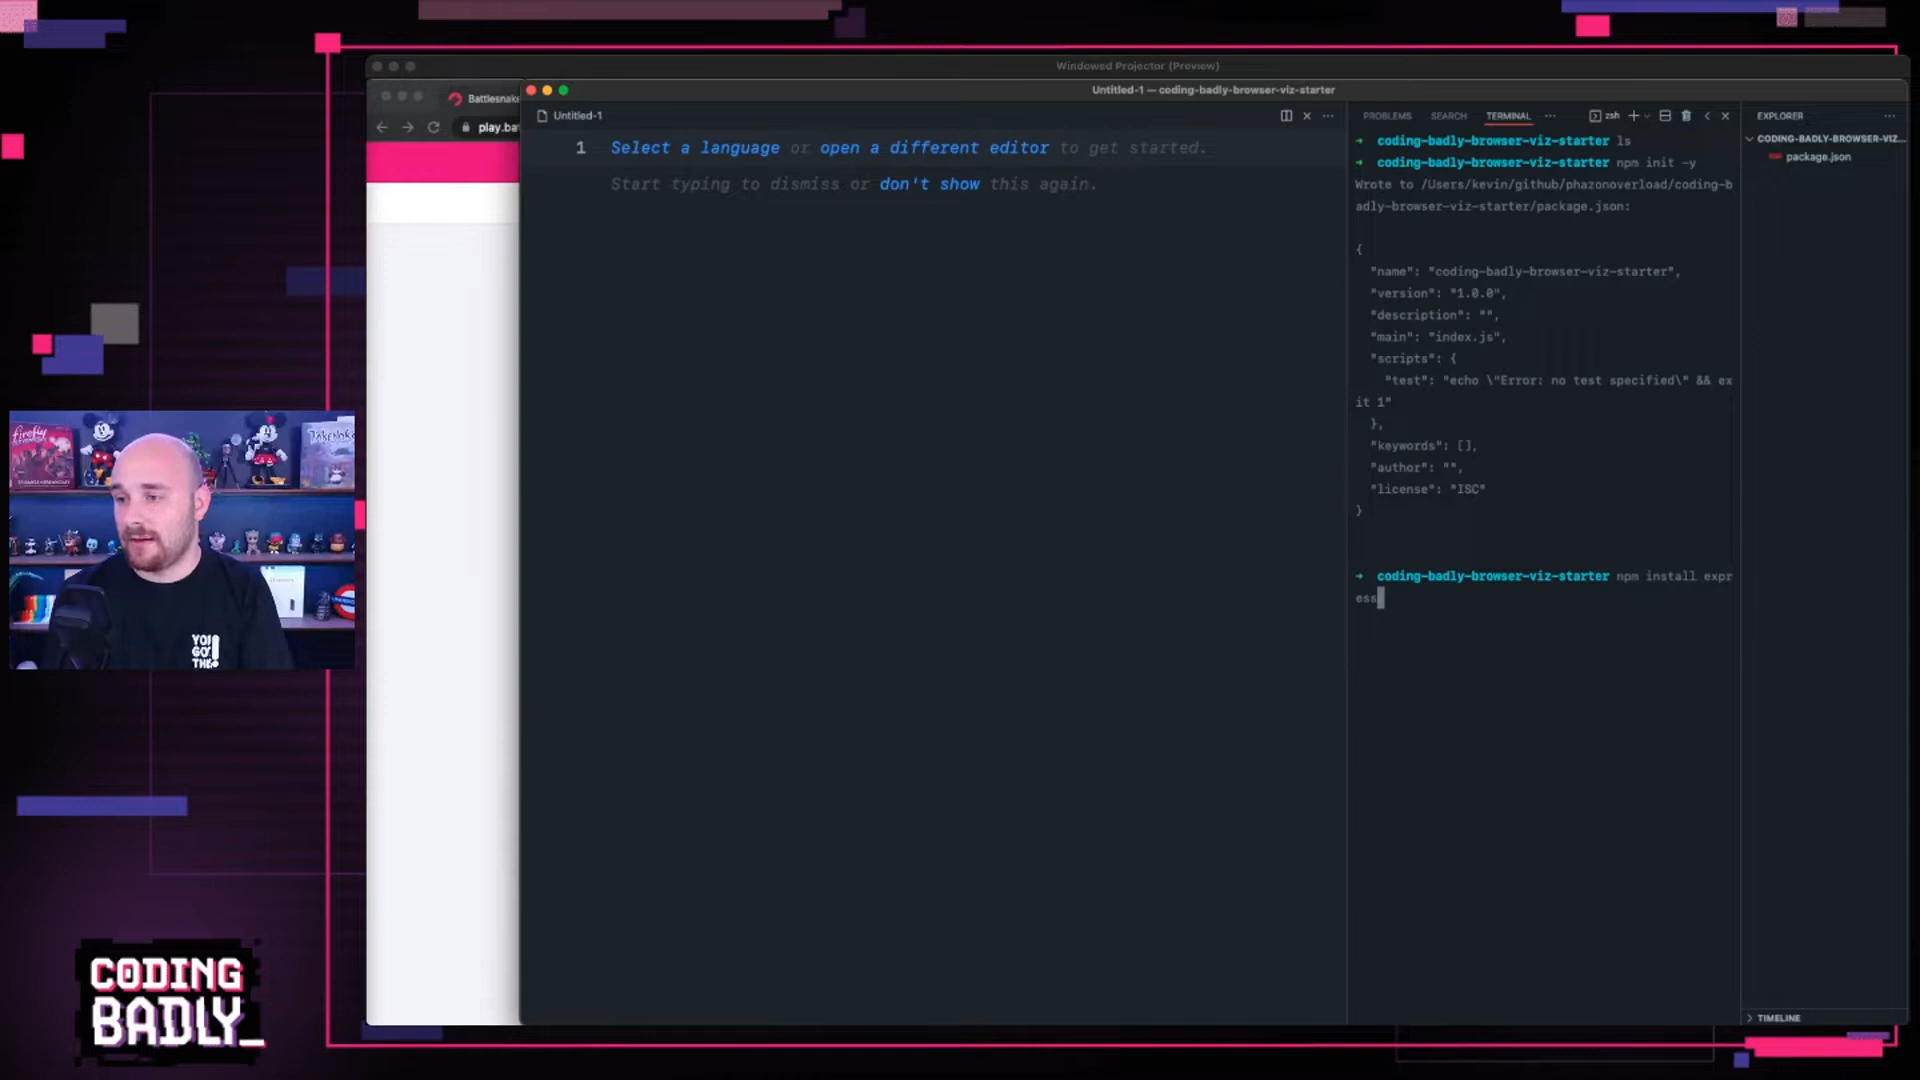 Windowed Projector (Preview)
Battlesnake
play.bat
Untitled-1 — coding-badly-browser-viz-starter
Untitled-1
1
Select a language or open a different editor to get started.
Start typing to dismiss or don't show this again.
PROBLEMS SEARCH TERMINAL ··· zsh
→ coding-badly-browser-viz-starter ls
→ coding-badly-browser-viz-starter npm init -y
Wrote to /Users/kevin/github/phazonoverload/coding-b
adly-browser-viz-starter/package.json:
{
"name": "coding-badly-browser-viz-starter",
"version": "1.0.0",
"description": "",
"main": "index.js",
"scripts": {
"test": "echo \"Error: no test specified\" && ex
it 1"
},
"keywords": [],
"author": "",
"license": "ISC"
}
→ coding-badly-browser-viz-starter npm install expr
ess
EXPLORER
CODING-BADLY-BROWSER-VIZ...
package.json
TIMELINE
firefly
YO!
GO'
THE
CODING
BADLY_